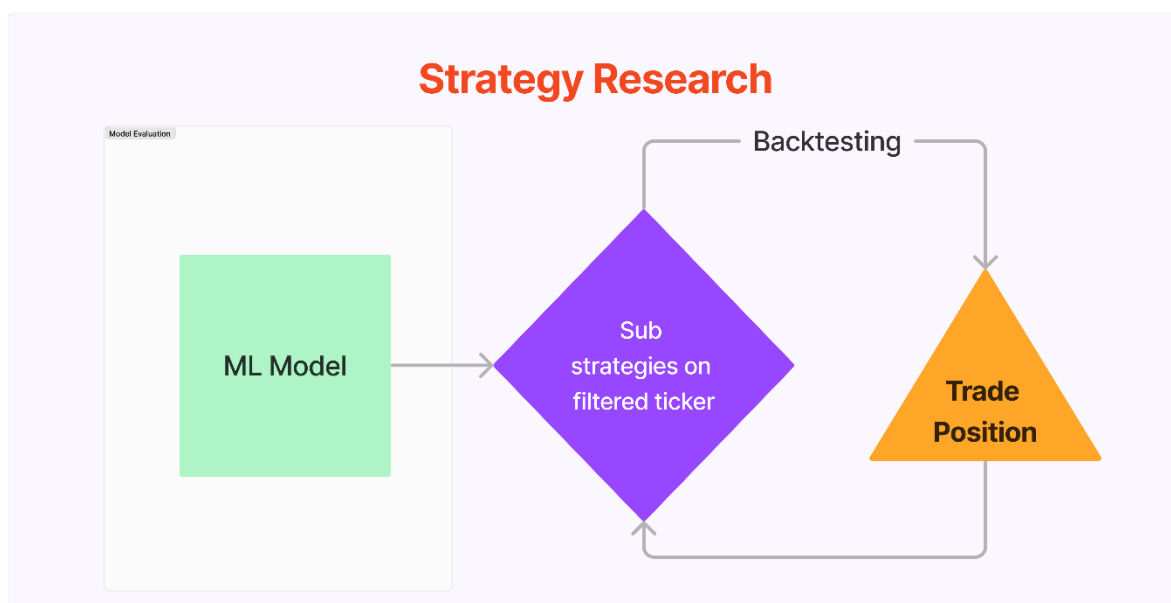 Strategy Research
Model Evaluation
Backtesting
ML Model
Sub
strategies on
filtered ticker
Trade
Position